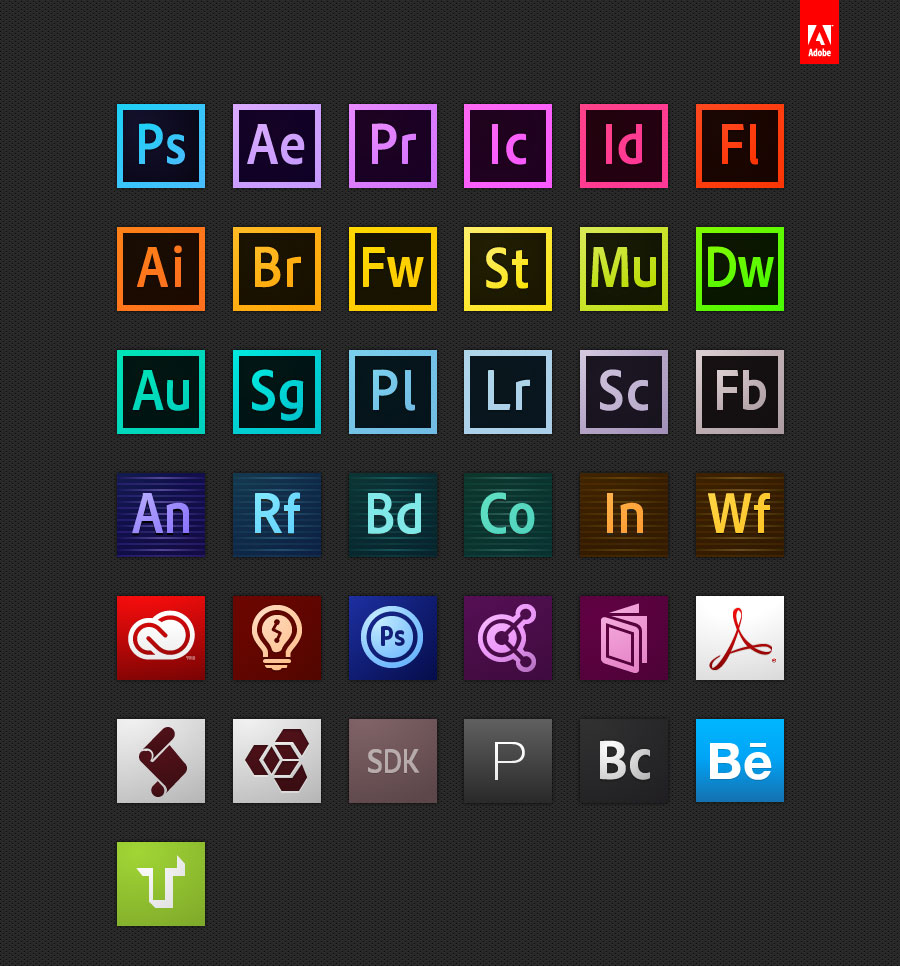 Adobe
Ps Ae Pr Ic Id Fl
Ai Br Fw St Mu Dw
Au Sg Pl Lr Sc Fb
An Rf Bd Co In Wf
Ps
SDK P Bc Bē